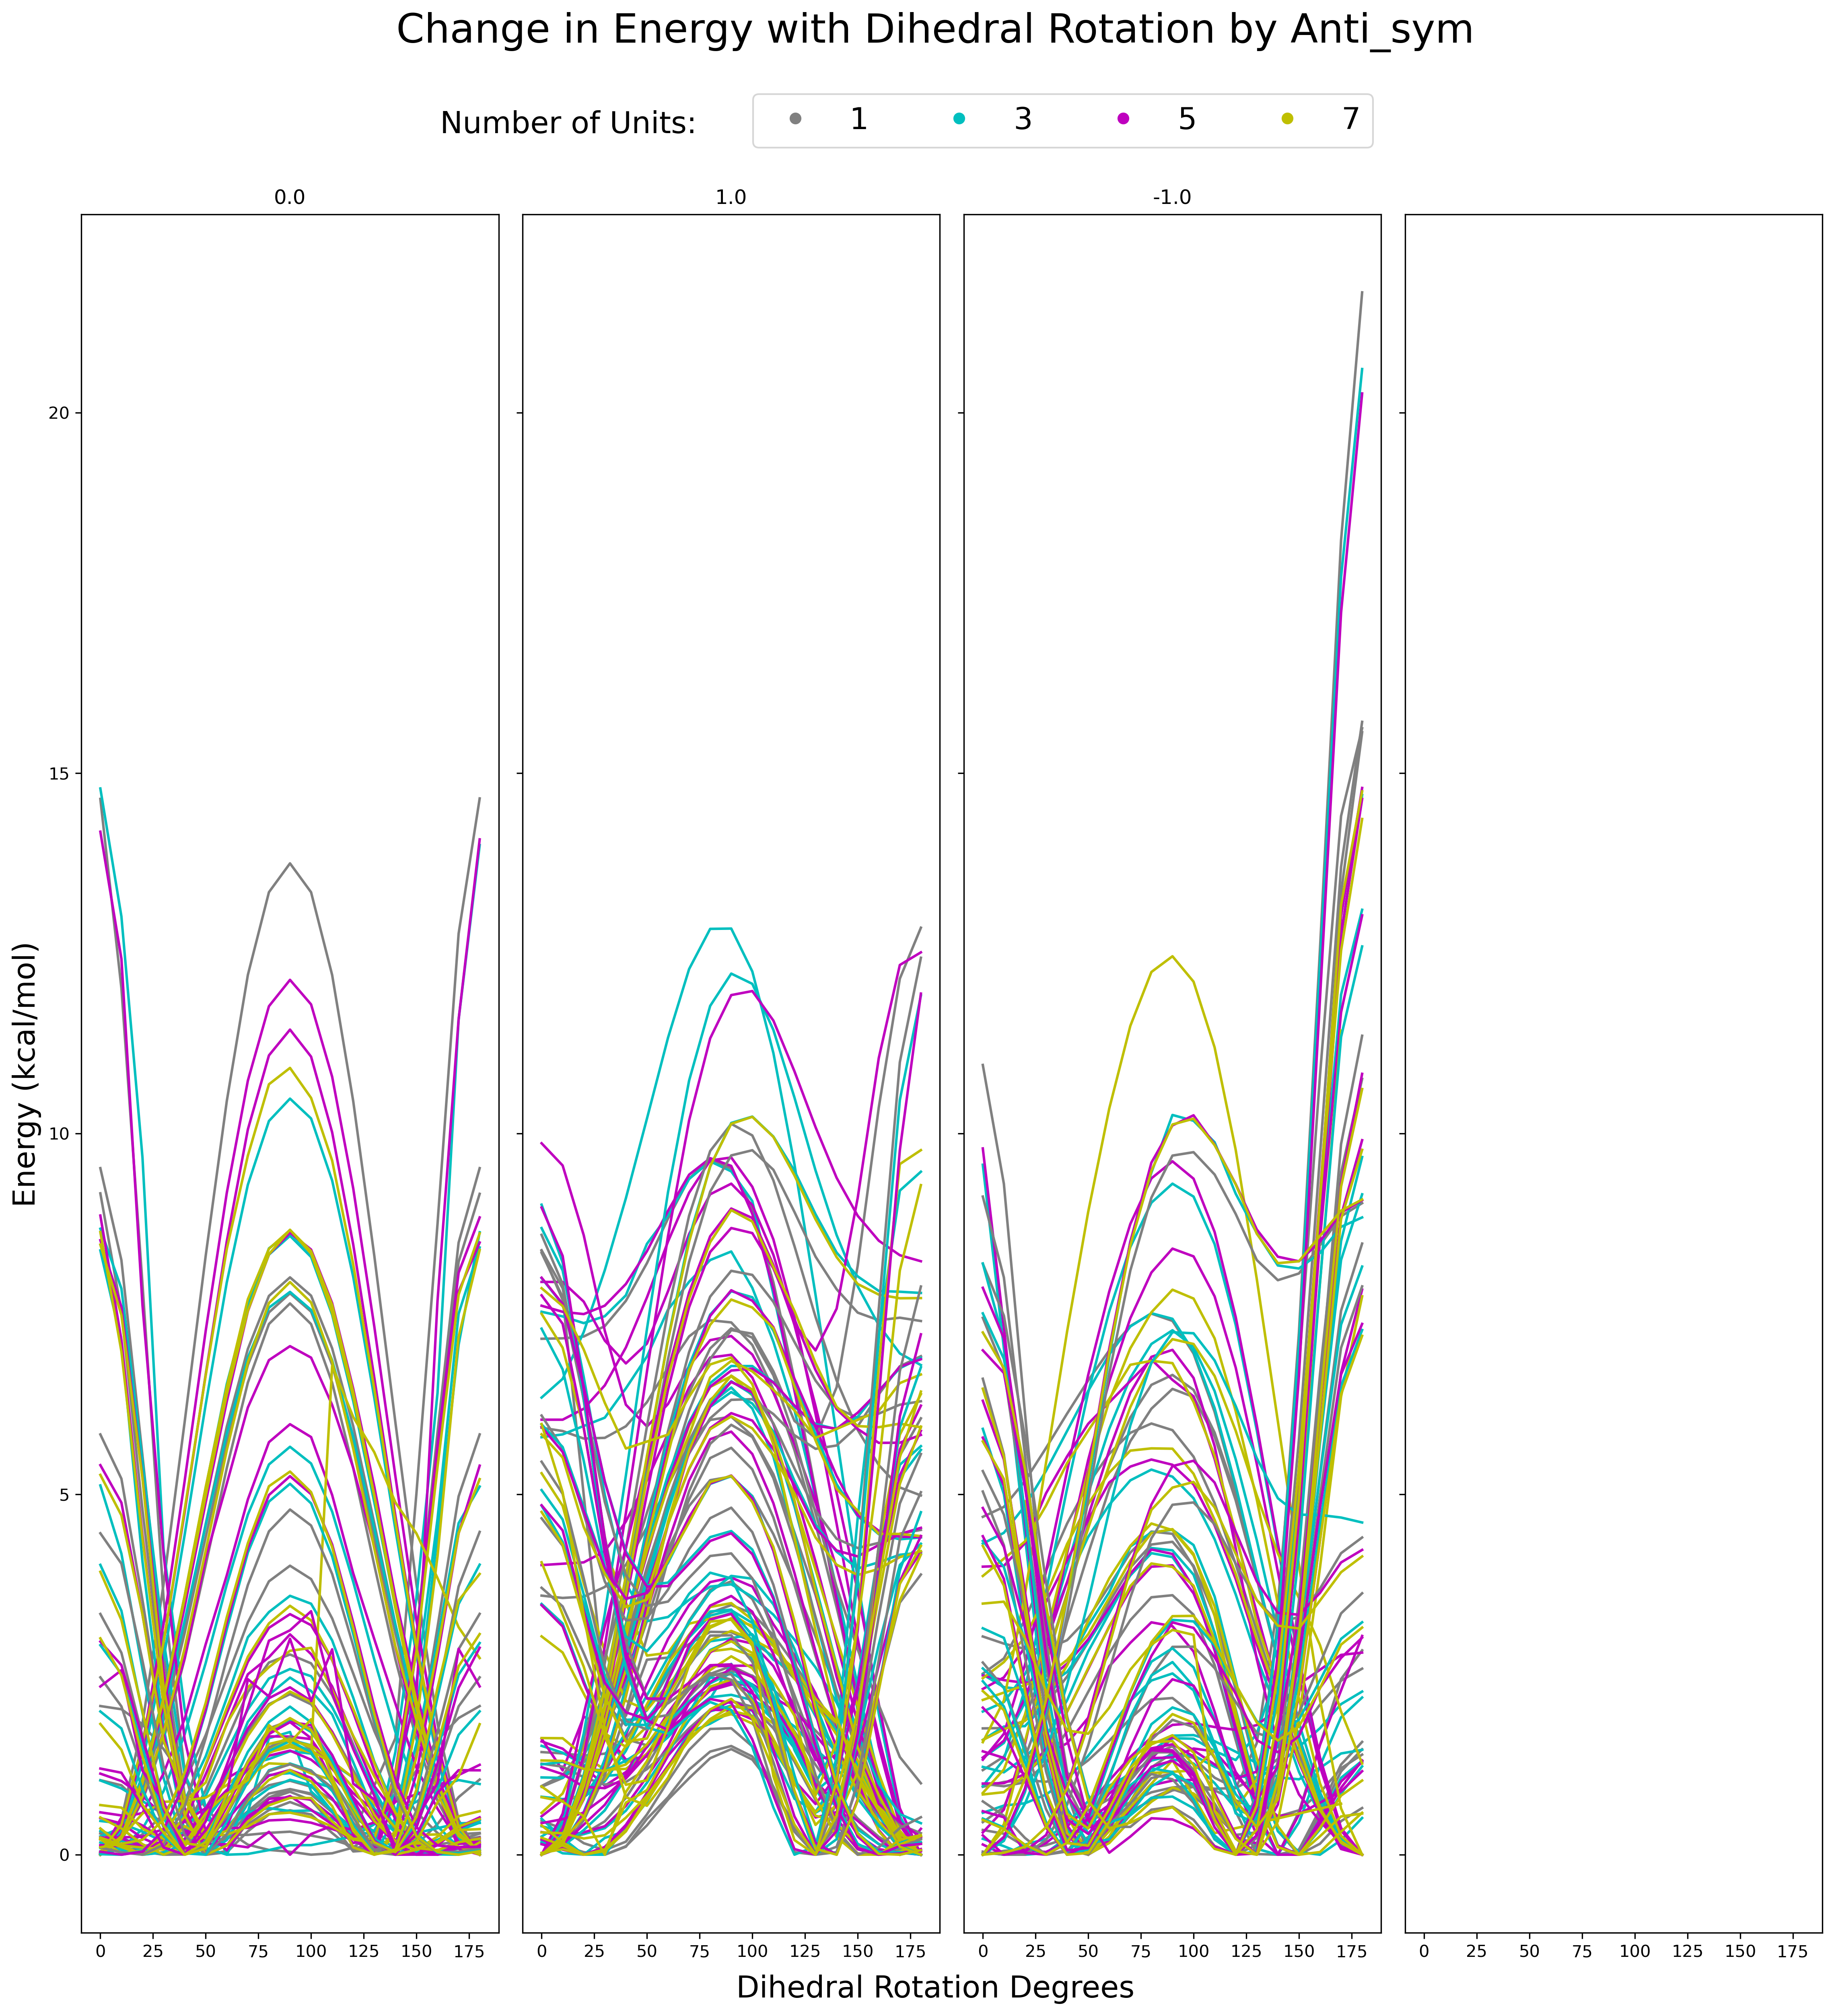 Change in Energy with Dihedral Rotation by Anti_sym
Number of Units: 1 3 5 7
0.0 1.0 -1.0
20
15
10
5
0
Energy (kcal/mol)
0 25 50 75 100 125 150 175 0 25 50 75 100 125 150 175 0 25 50 75 100 125 150 175 0 25 50 75 100 125 150 175
Dihedral Rotation Degrees